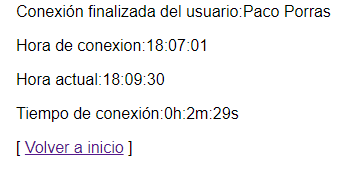 Conexión finalizada del usuario:Paco Porras
Hora de conexion:18:07:01
Hora actual:18:09:30
Tiempo de conexión:0h:2m:29s
[ Volver a inicio ]